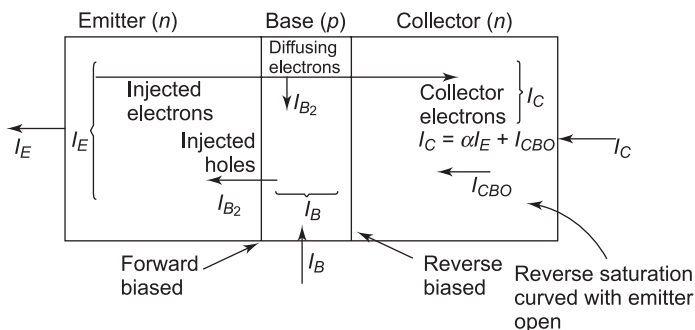 Emitter (n)
Base (p)
Collector (n)
Diffusing
electrons
Injected
electrons
I_B2
Collector
electrons
I_C
I_E
I_E
Injected
holes
I_C = αI_E + I_CBO
I_C
I_B2
I_B
I_CBO
Forward
biased
I_B
Reverse
biased
Reverse saturation
curved with emitter
open